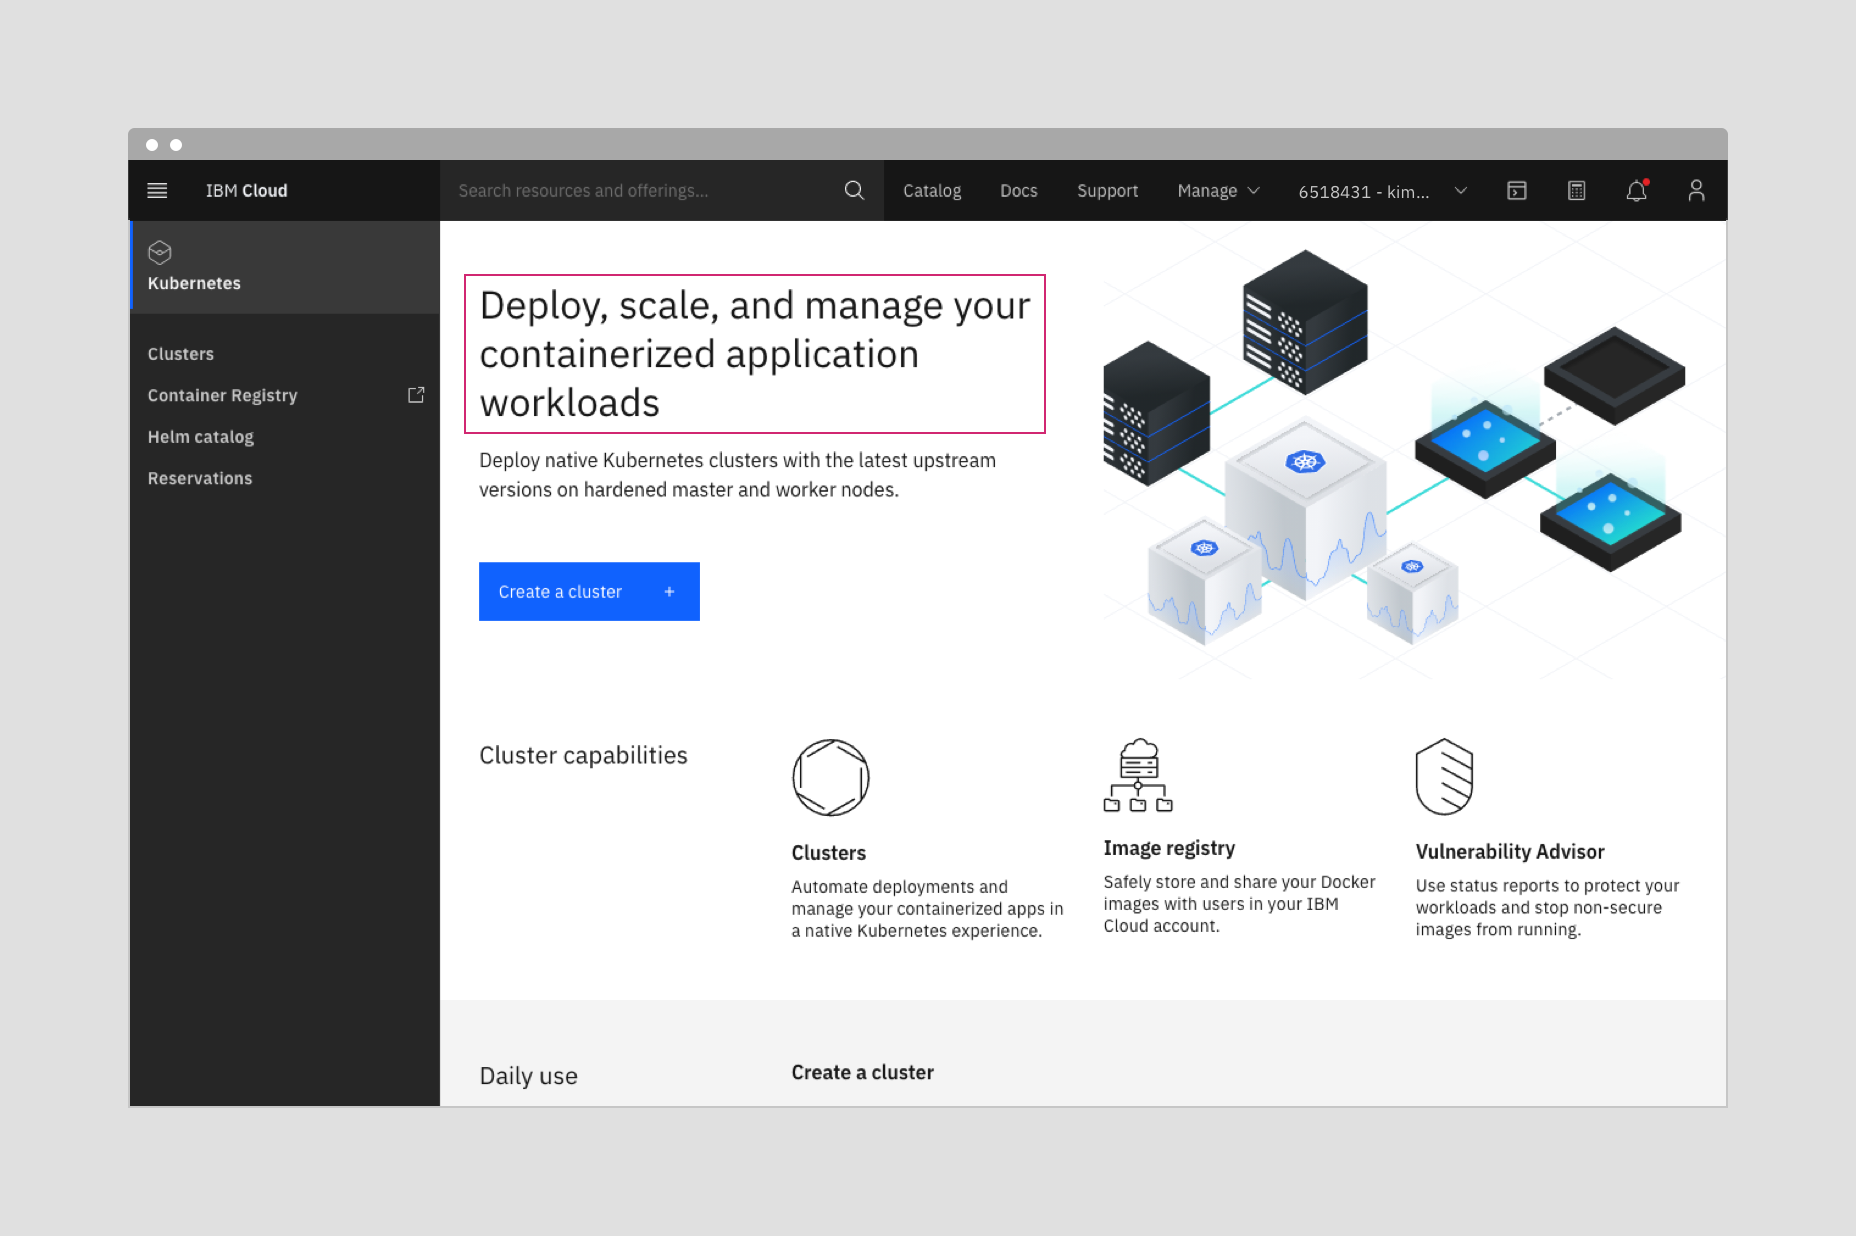 IBM Cloud
Search resources and offerings...
Catalog
Docs
Support
Manage
6518431 - kim...
Kubernetes
Clusters
Container Registry
Helm catalog
Reservations
Deploy, scale, and manage your
containerized application
workloads
Deploy native Kubernetes clusters with the latest upstream
versions on hardened master and worker nodes.
Create a cluster +
Cluster capabilities
Clusters
Automate deployments and
manage your containerized apps in
a native Kubernetes experience.
Image registry
Safely store and share your Docker
images with users in your IBM
Cloud account.
Vulnerability Advisor
Use status reports to protect your
workloads and stop non-secure
images from running.
Daily use
Create a cluster